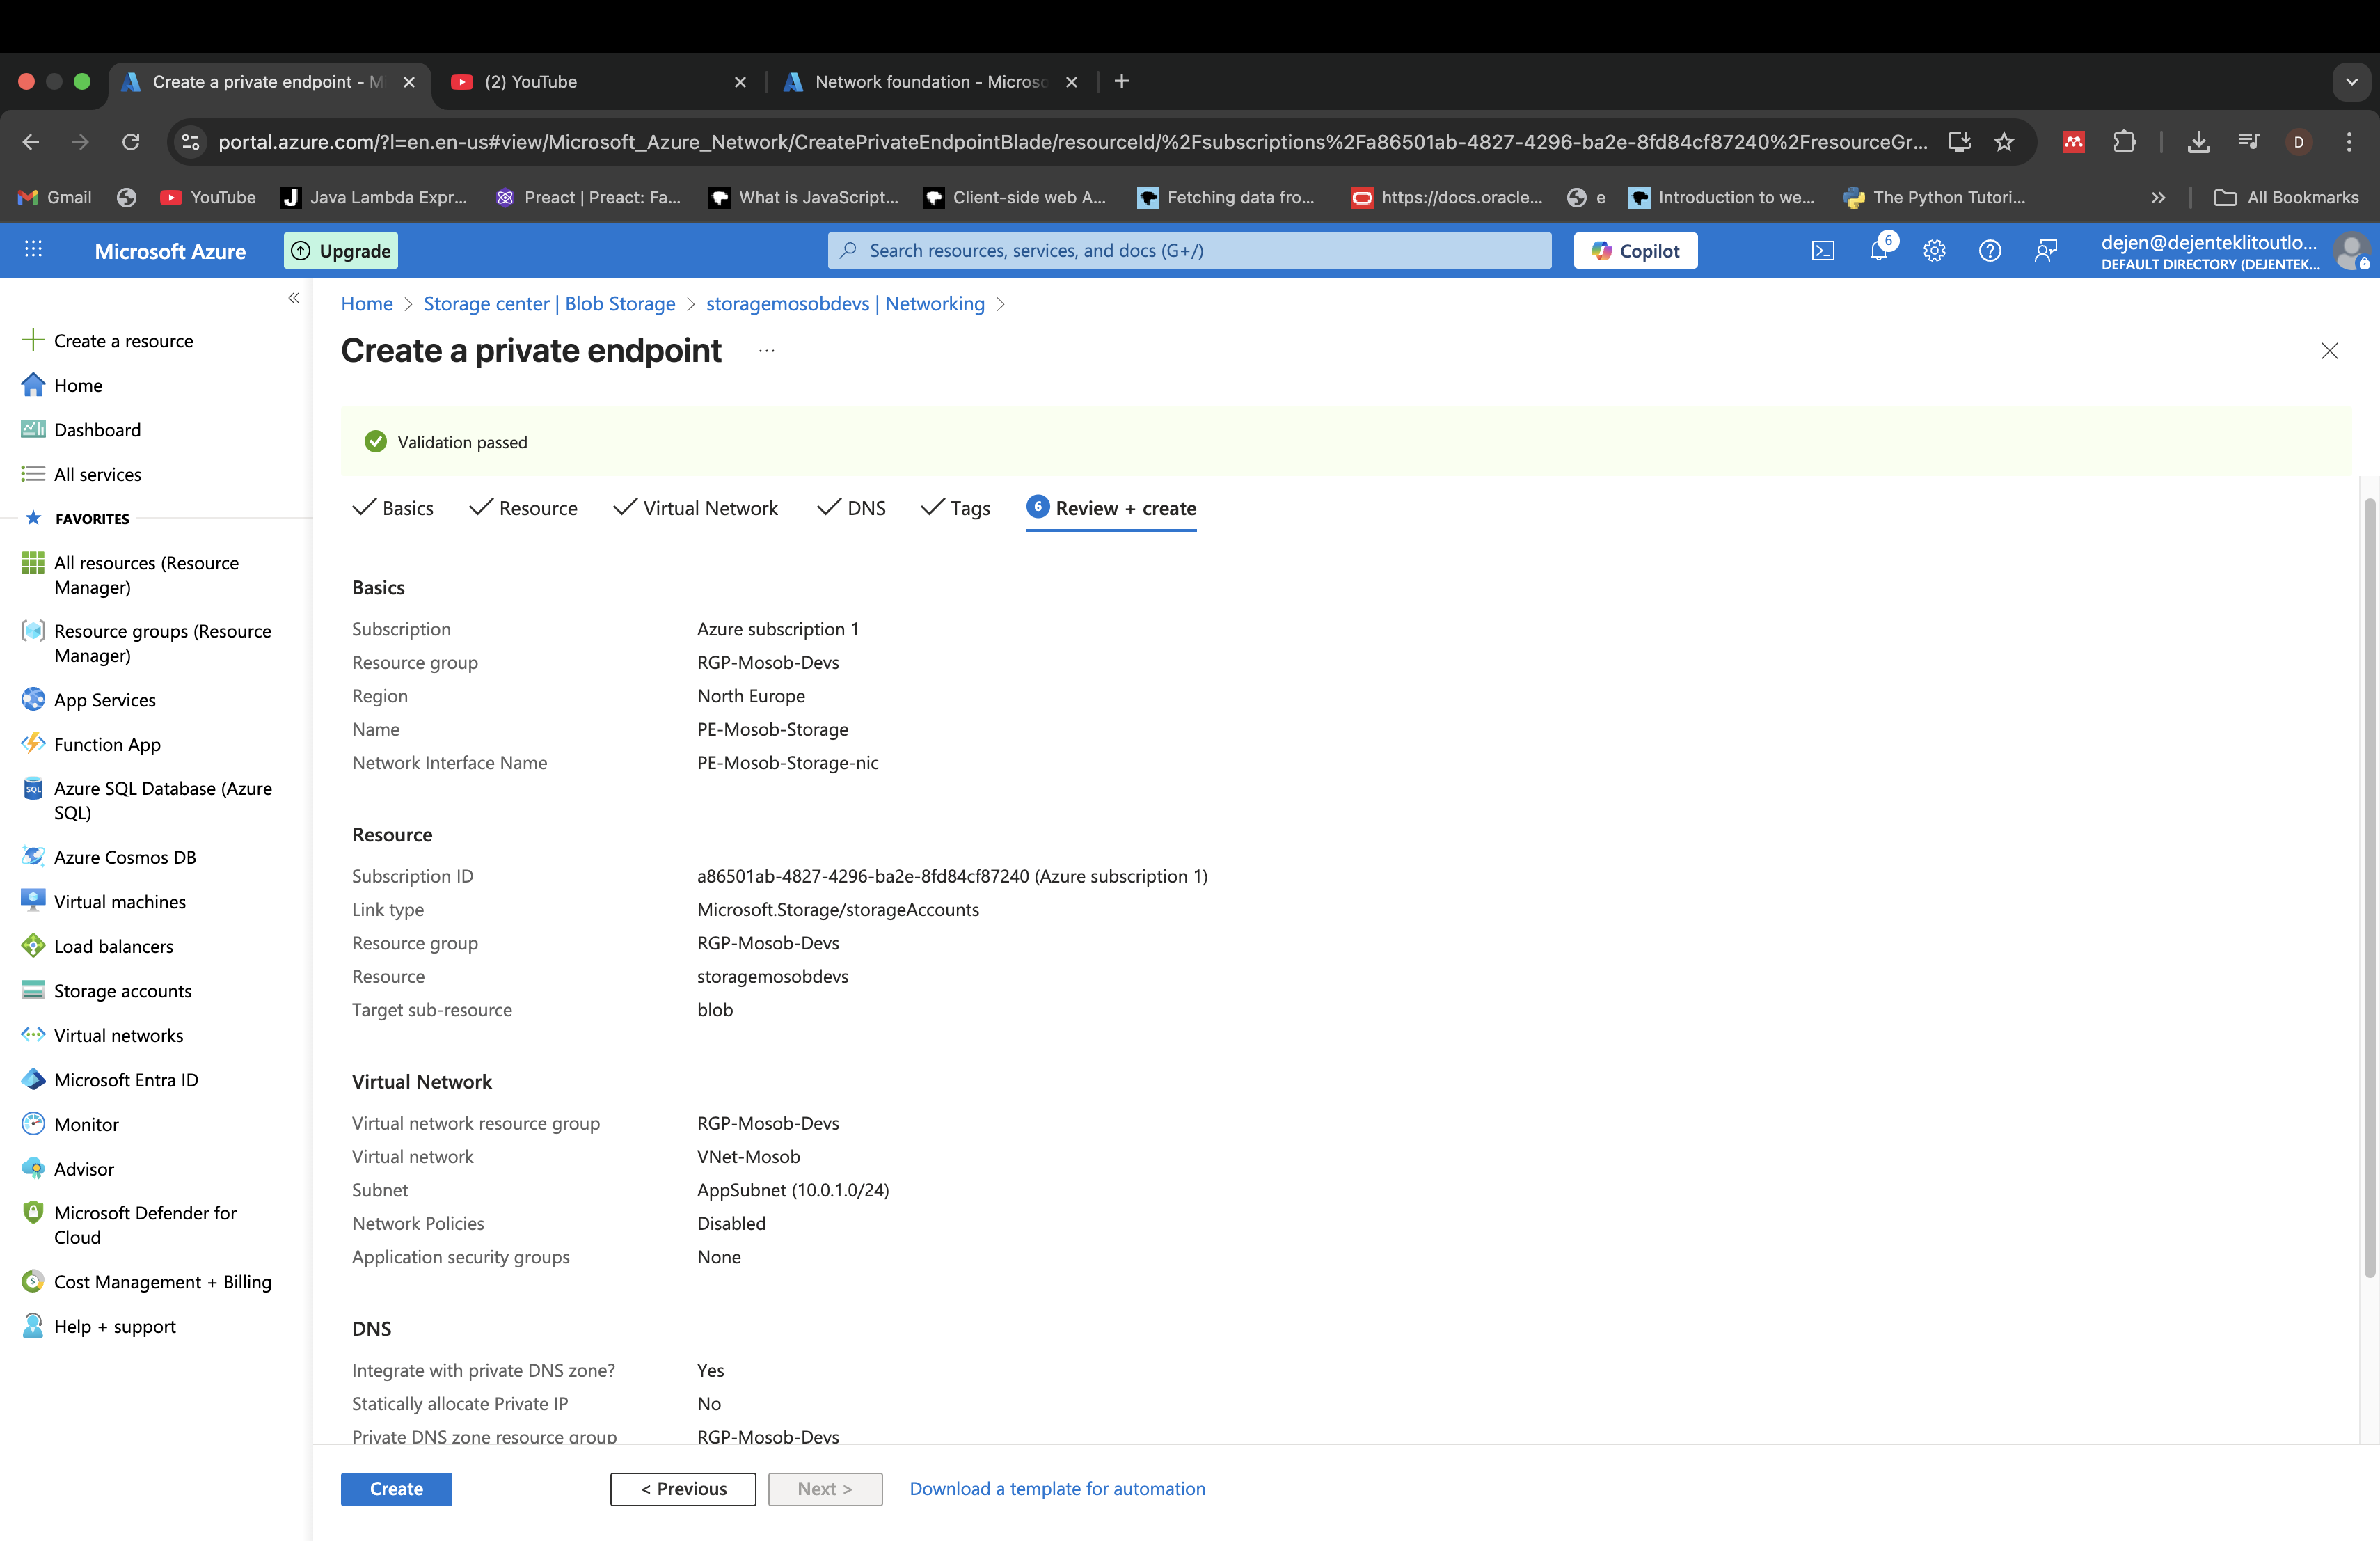 Create a private endpoint - M
(2) YouTube
Network foundation - Microso
portal.azure.com/?l=en.en-us#view/Microsoft_Azure_Network/CreatePrivateEndpointBlade/resourceId/%2Fsubscriptions%2Fa86501ab-4827-4296-ba2e-8fd84cf87240%2FresourceGr...
D
Gmail
YouTube
Java Lambda Expr...
Preact | Preact: Fa...
What is JavaScript...
Client-side web A...
Fetching data fro...
https://docs.oracle...
e
Introduction to we...
The Python Tutori...
All Bookmarks
Microsoft Azure
Upgrade
Search resources, services, and docs (G+/)
Copilot
6
dejen@dejenteklitoutlo...
DEFAULT DIRECTORY (DEJENTEK...
Create a resource
Home
Dashboard
All services
FAVORITES
All resources (Resource
Manager)
Resource groups (Resource
Manager)
App Services
Function App
Azure SQL Database (Azure
SQL)
Azure Cosmos DB
Virtual machines
Load balancers
Storage accounts
Virtual networks
Microsoft Entra ID
Monitor
Advisor
Microsoft Defender for
Cloud
Cost Management + Billing
Help + support
Home > Storage center | Blob Storage > storagemosobdevs | Networking >
Create a private endpoint ...
Validation passed
Basics
Resource
Virtual Network
DNS
Tags
6 Review + create
Basics
Subscription Azure subscription 1
Resource group RGP-Mosob-Devs
Region North Europe
Name PE-Mosob-Storage
Network Interface Name PE-Mosob-Storage-nic
Resource
Subscription ID a86501ab-4827-4296-ba2e-8fd84cf87240 (Azure subscription 1)
Link type Microsoft.Storage/storageAccounts
Resource group RGP-Mosob-Devs
Resource storagemosobdevs
Target sub-resource blob
Virtual Network
Virtual network resource group RGP-Mosob-Devs
Virtual network VNet-Mosob
Subnet AppSubnet (10.0.1.0/24)
Network Policies Disabled
Application security groups None
DNS
Integrate with private DNS zone? Yes
Statically allocate Private IP No
Private DNS zone resource group RGP-Mosob-Devs
Create
< Previous
Next >
Download a template for automation